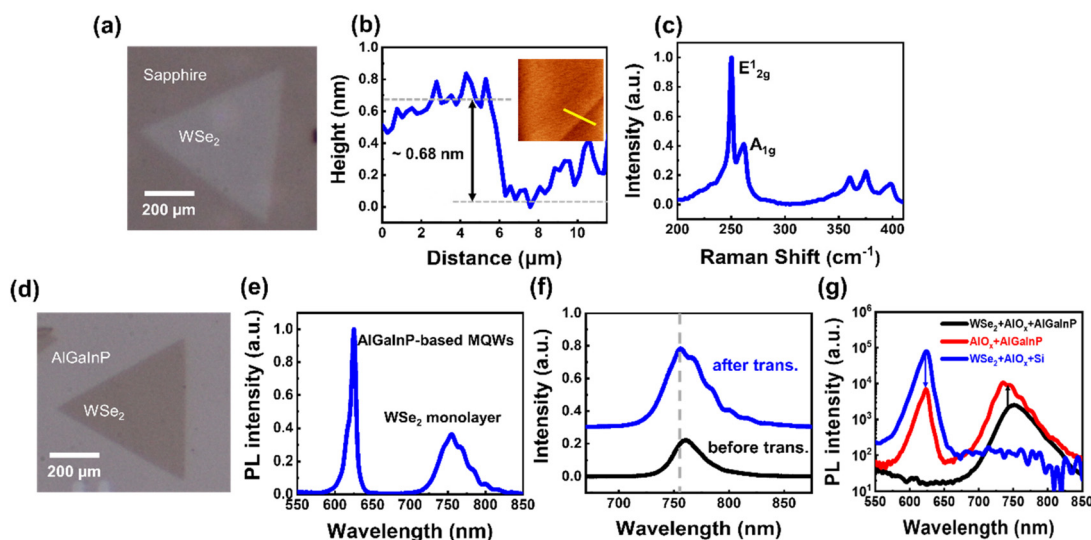 (a)
Sapphire
WSe₂
200 µm
(b)
Height (nm)
1.0
0.8
0.6
0.4
0.2
0.0
~ 0.68 nm
0 2 4 6 8 10
Distance (µm)
(c)
Intensity (a.u.)
1.0
0.8
0.6
0.4
0.2
0.0
E¹₂g
A₁g
200 300 400
Raman Shift (cm⁻¹)
(d)
AlGaInP
WSe₂
200 µm
(e)
PL intensity (a.u.)
1.0
0.8
0.6
0.4
0.2
0.0
AlGaInP-based MQWs
WSe₂ monolayer
550 600 650 700 750 800 850
Wavelength (nm)
(f)
Intensity (a.u.)
1.0
0.8
0.6
0.4
0.2
0.0
after trans.
before trans.
700 750 800 850
Wavelength (nm)
(g)
PL intensity (a.u.)
10⁶
10⁵
10⁴
10³
10²
10¹
WSe₂+AlOₓ+AlGaInP
AlOₓ+AlGaInP
WSe₂+AlOₓ+Si
550 600 650 700 750 800 850
Wavelength (nm)